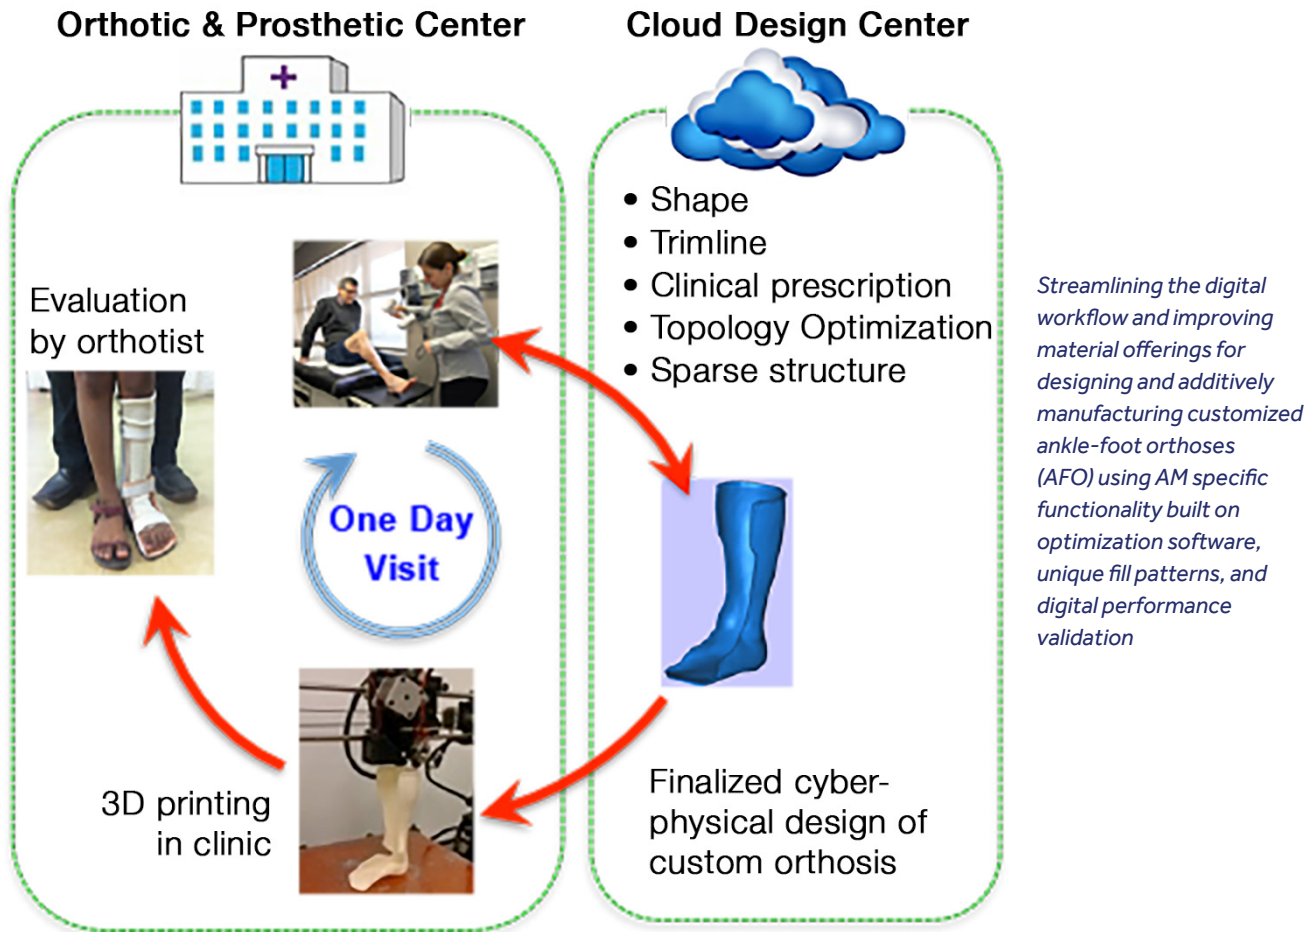 Orthotic & Prosthetic Center
Cloud Design Center
Evaluation
by orthotist
One Day
Visit
3D printing
in clinic
• Shape
• Trimline
• Clinical prescription
• Topology Optimization
• Sparse structure
Finalized cyber-
physical design of
custom orthosis
Streamlining the digital
workflow and improving
material offerings for
designing and additively
manufacturing customized
ankle-foot orthoses
(AFO) using AM specific
functionality built on
optimization software,
unique fill patterns, and
digital performance
validation